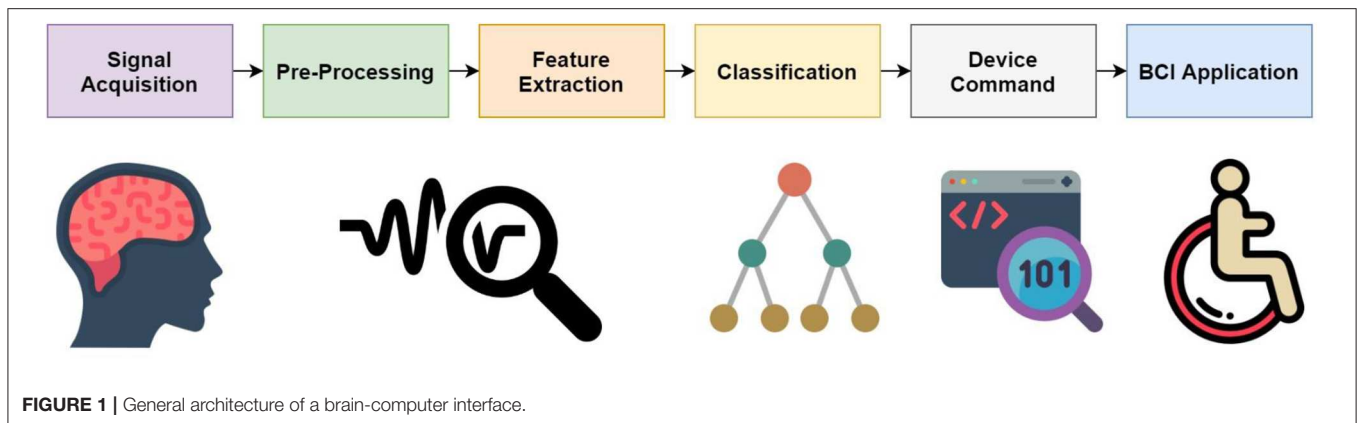 Signal
Acquisition
Pre-Processing
Feature
Extraction
Classification
Device
Command
BCI Application
</>
101
FIGURE 1 | General architecture of a brain-computer interface.